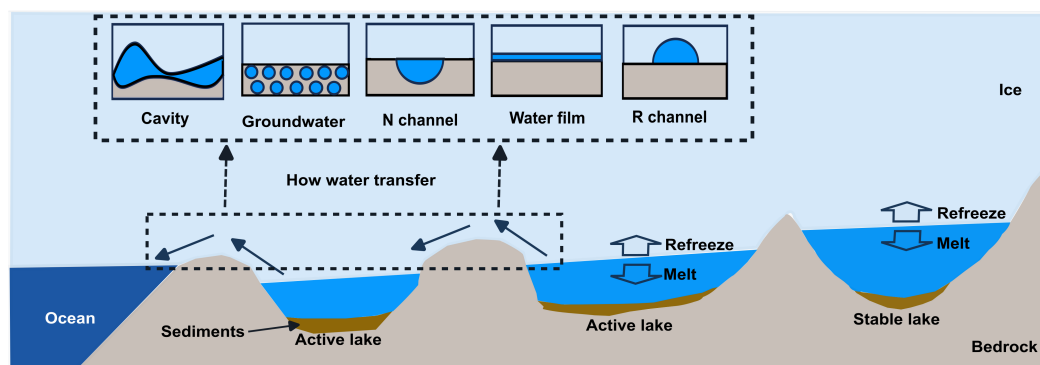 Cavity
Groundwater
N channel
Water film
R channel
Ice
How water transfer
Refreeze
Melt
Refreeze
Melt
Ocean
Sediments
Active lake
Active lake
Stable lake
Bedrock